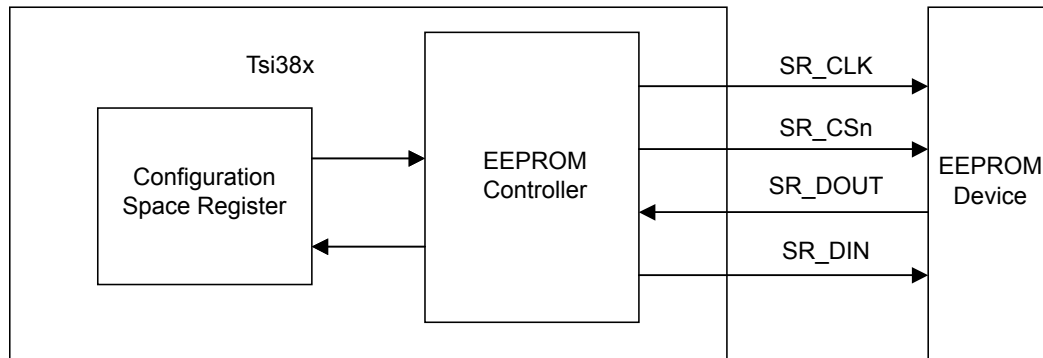 Tsi38x
Configuration
Space Register
EEPROM
Controller
SR_CLK
SR_CSn
SR_DOUT
SR_DIN
EEPROM
Device